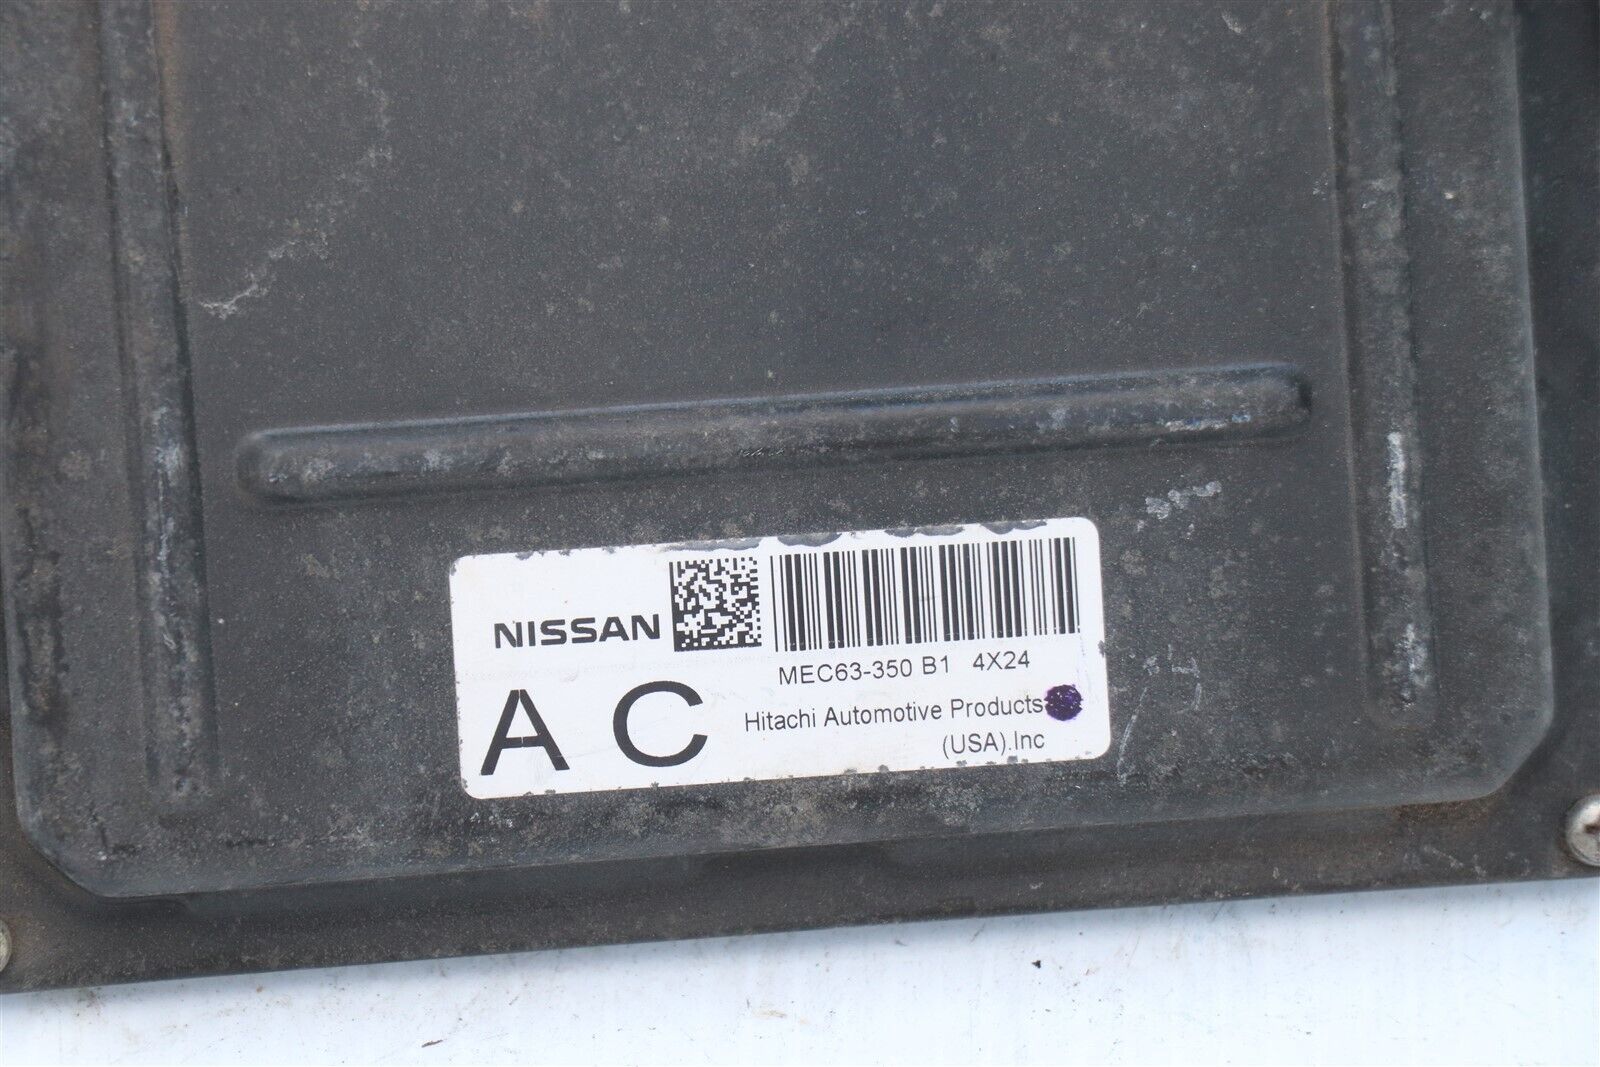 NISSAN
MEC63-350 B1 4X24
A C
Hitachi Automotive Products
(USA).Inc